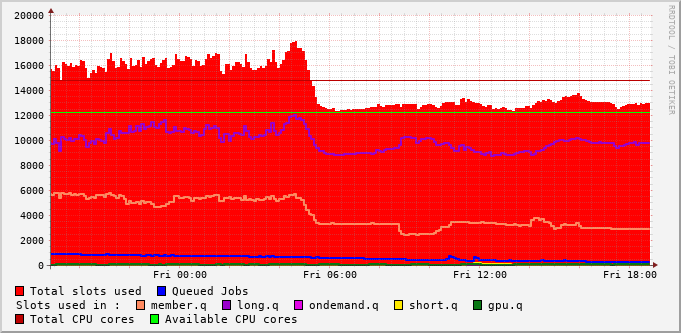 20000
18000
16000
14000
12000
10000
8000
6000
4000
2000
0
Fri 00:00 Fri 06:00 Fri 12:00 Fri 18:00
RRDTOOL / TOBI OETIKER
Total slots used Queued Jobs
Slots used in : member.q long.q ondemand.q short.q gpu.q
Total CPU cores Available CPU cores